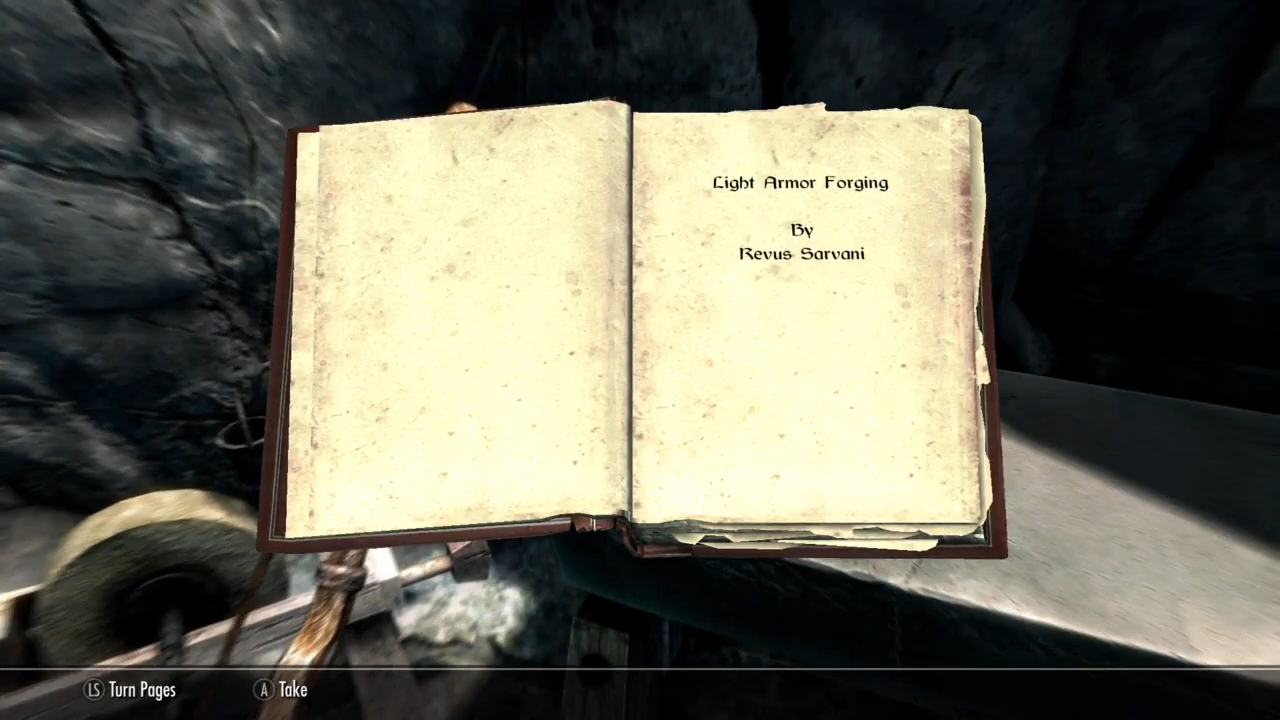 Light Armor Forging
By
Revus Sarvani
LS Turn Pages
A Take